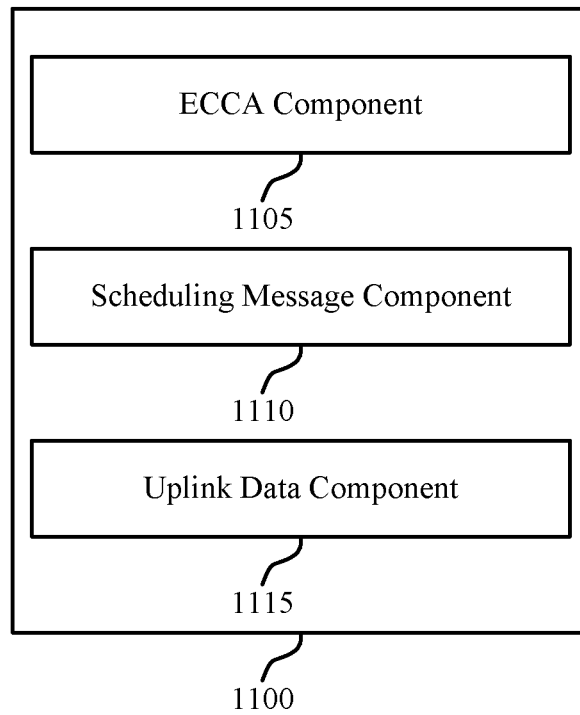 ECCA Component
1105
Scheduling Message Component
1110
Uplink Data Component
1115
1100